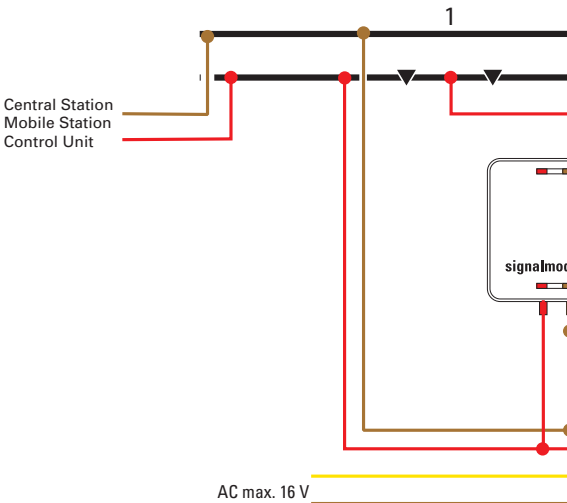 1
Central Station
Mobile Station
Control Unit
signalmod
AC max. 16 V